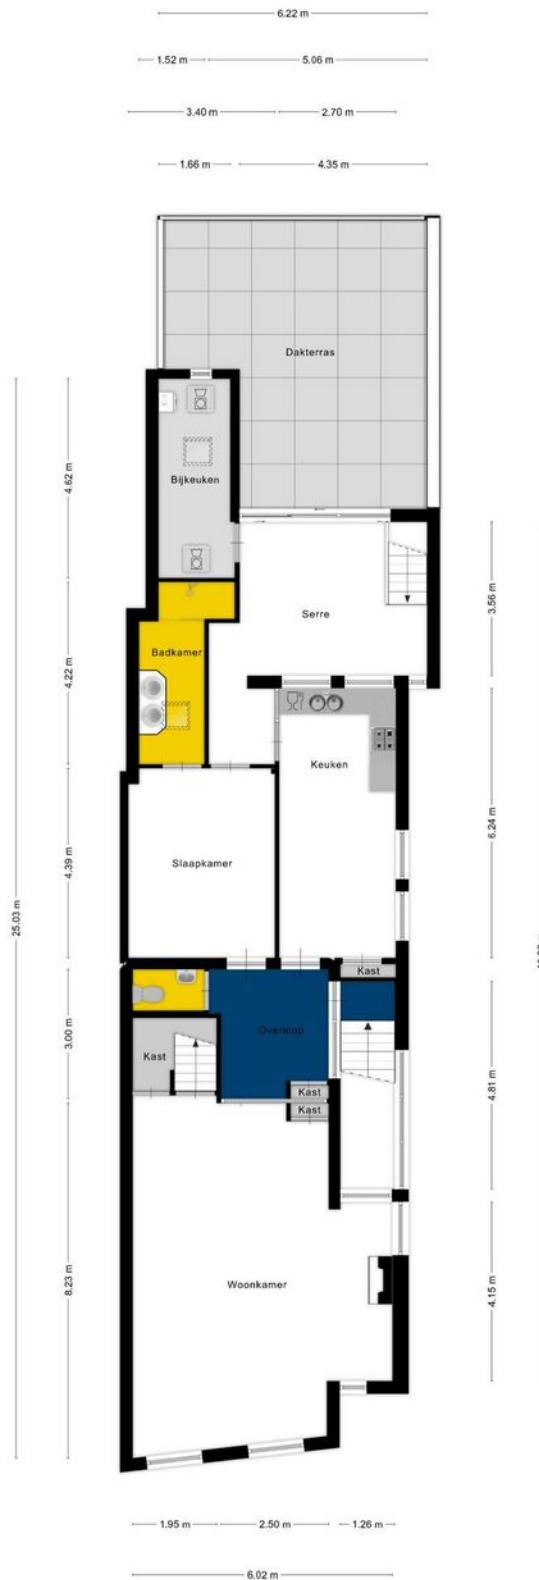 6.22 m
1.52 m
5.06 m
3.40 m
2.70 m
1.66 m
4.35 m
Dakterras
4.62 m
Bijkeuken
3.56 m
Serre
4.22 m
Badkamer
Keuken
6.24 m
4.39 m
Slaapkamer
25.03 m
Kast
3.00 m
Overloop
Kast
4.81 m
Kast
Kast
8.23 m
Woonkamer
4.15 m
1.95 m
2.50 m
1.26 m
6.02 m